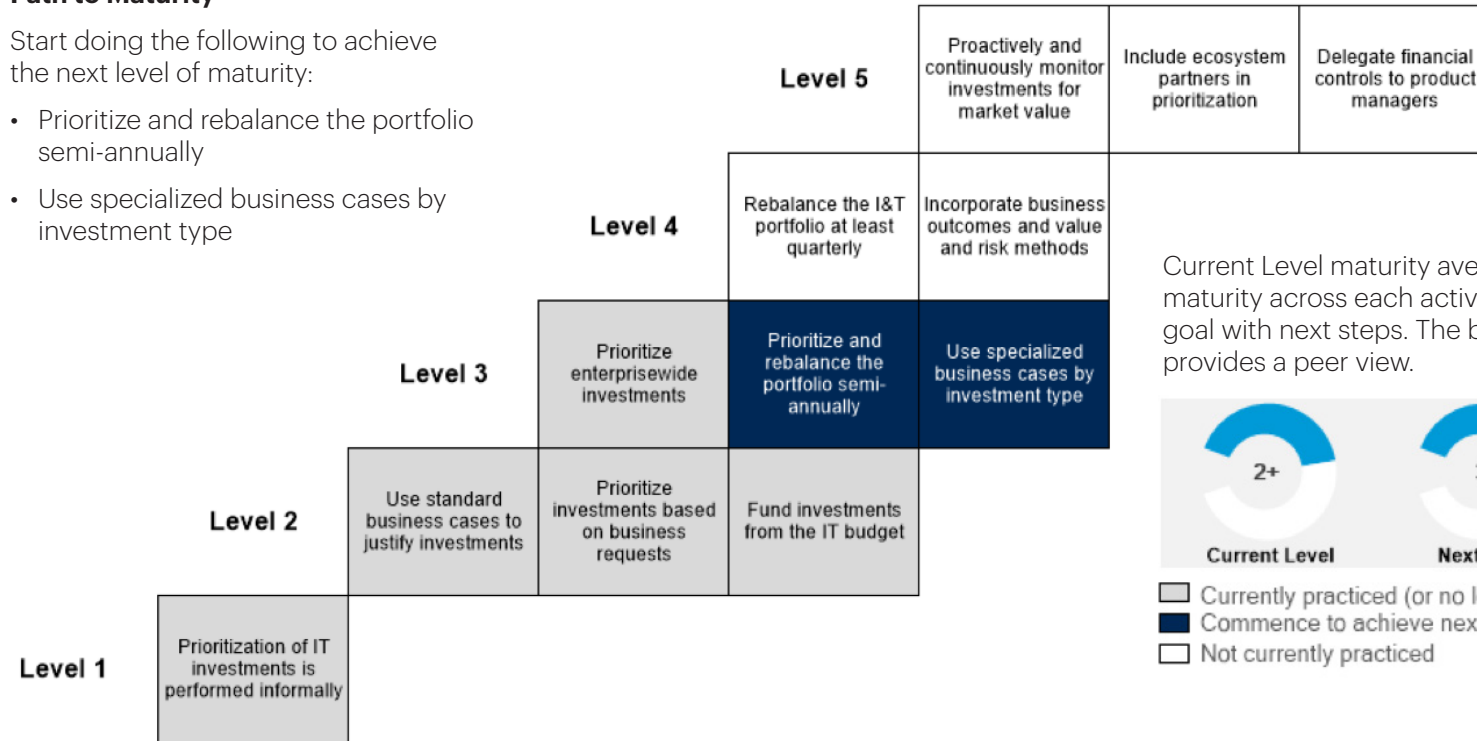 Path to Maturity
Start doing the following to achieve
the next level of maturity:
• Prioritize and rebalance the portfolio
semi-annually
• Use specialized business cases by
investment type
Level 5
Proactively and
continuously monitor
investments for
market value
Include ecosystem
partners in
prioritization
Delegate financial
controls to product
managers
Level 4
Rebalance the I&T
portfolio at least
quarterly
Incorporate business
outcomes and value
and risk methods
Level 3
Prioritize
enterprisewide
investments
Prioritize and
rebalance the
portfolio semi-
annually
Use specialized
business cases by
investment type
Level 2
Use standard
business cases to
justify investments
Prioritize
investments based
on business
requests
Fund investments
from the IT budget
Level 1
Prioritization of IT
investments is
performed informally
Current Level maturity
maturity across each
goal with next steps. The
provides a peer view.
2+
Current Level
Next
Currently practiced (or no
Commence to achieve
Not currently practiced